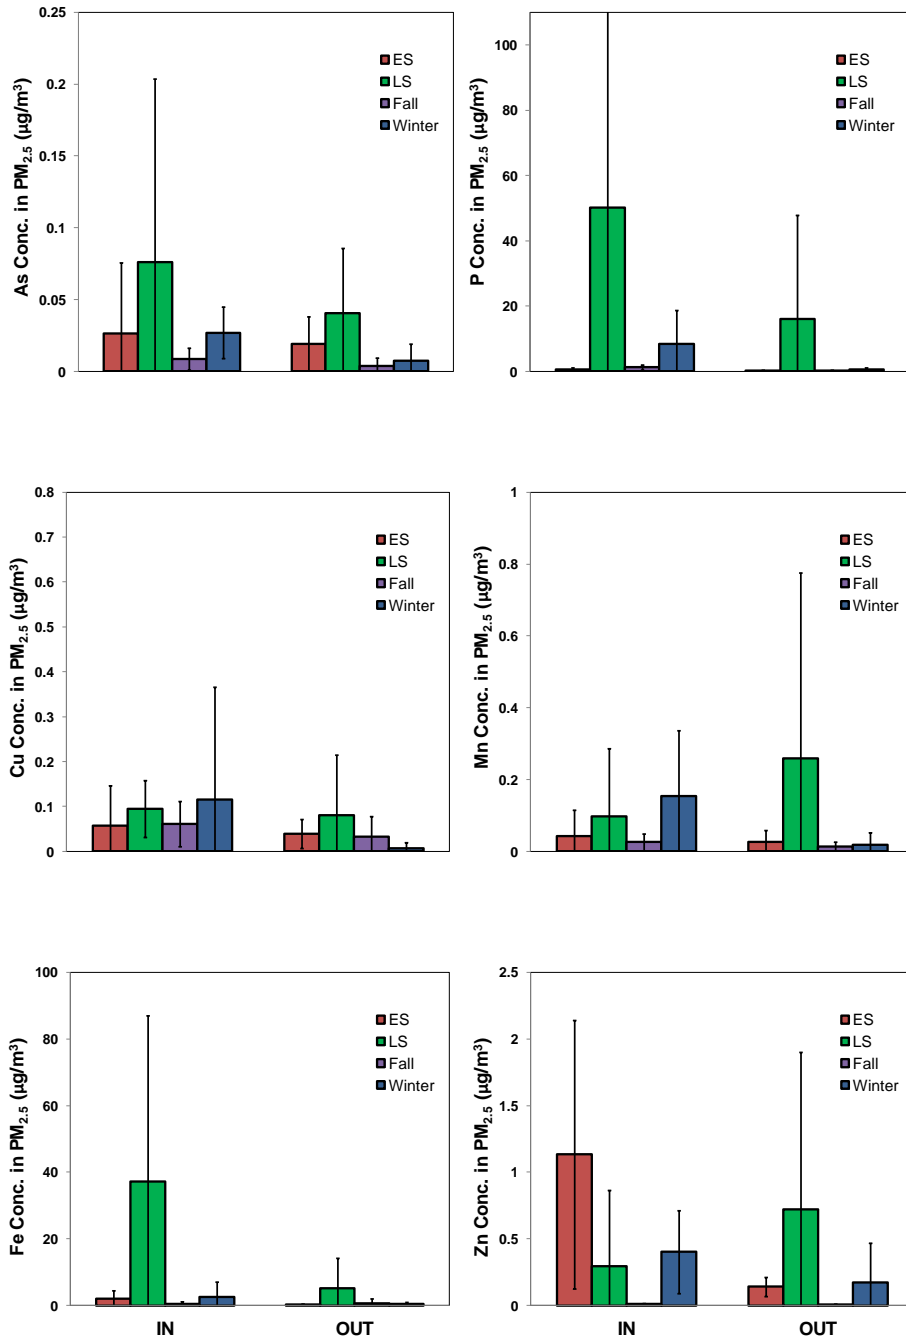 As Conc. in PM2.5 (µg/m³)
0.25
0.2
0.15
0.1
0.05
0
ES
LS
Fall
Winter
P Conc. in PM2.5 (µg/m³)
100
80
60
40
20
0
ES
LS
Fall
Winter
Cu Conc. in PM2.5 (µg/m³)
0.8
0.7
0.6
0.5
0.4
0.3
0.2
0.1
0
ES
LS
Fall
Winter
Mn Conc. in PM2.5 (µg/m³)
1
0.8
0.6
0.4
0.2
0
ES
LS
Fall
Winter
Fe Conc. in PM2.5 (µg/m³)
100
80
60
40
20
0
ES
LS
Fall
Winter
IN
OUT
Zn Conc. in PM2.5 (µg/m³)
2.5
2
1.5
1
0.5
0
ES
LS
Fall
Winter
IN
OUT